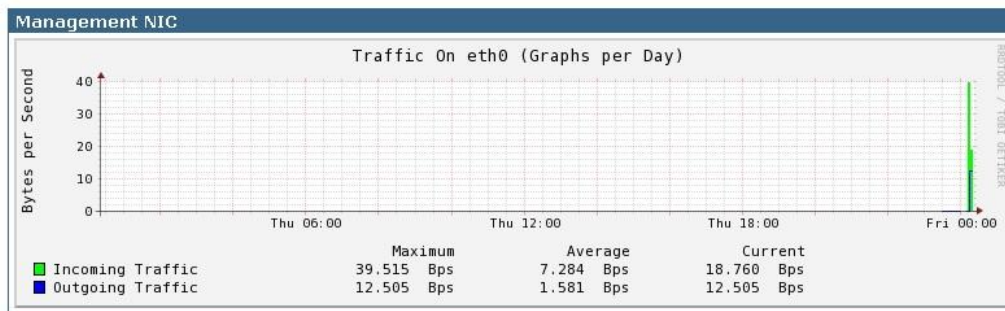 Management NIC
Traffic On eth0 (Graphs per Day)
Bytes per Second
40
30
20
10
0
Thu 06:00 Thu 12:00 Thu 18:00 Fri 00:00
Maximum Average Current
Incoming Traffic 39.515 Bps 7.284 Bps 18.760 Bps
Outgoing Traffic 12.505 Bps 1.581 Bps 12.505 Bps
RRDTOOL / TOBI OETIKER